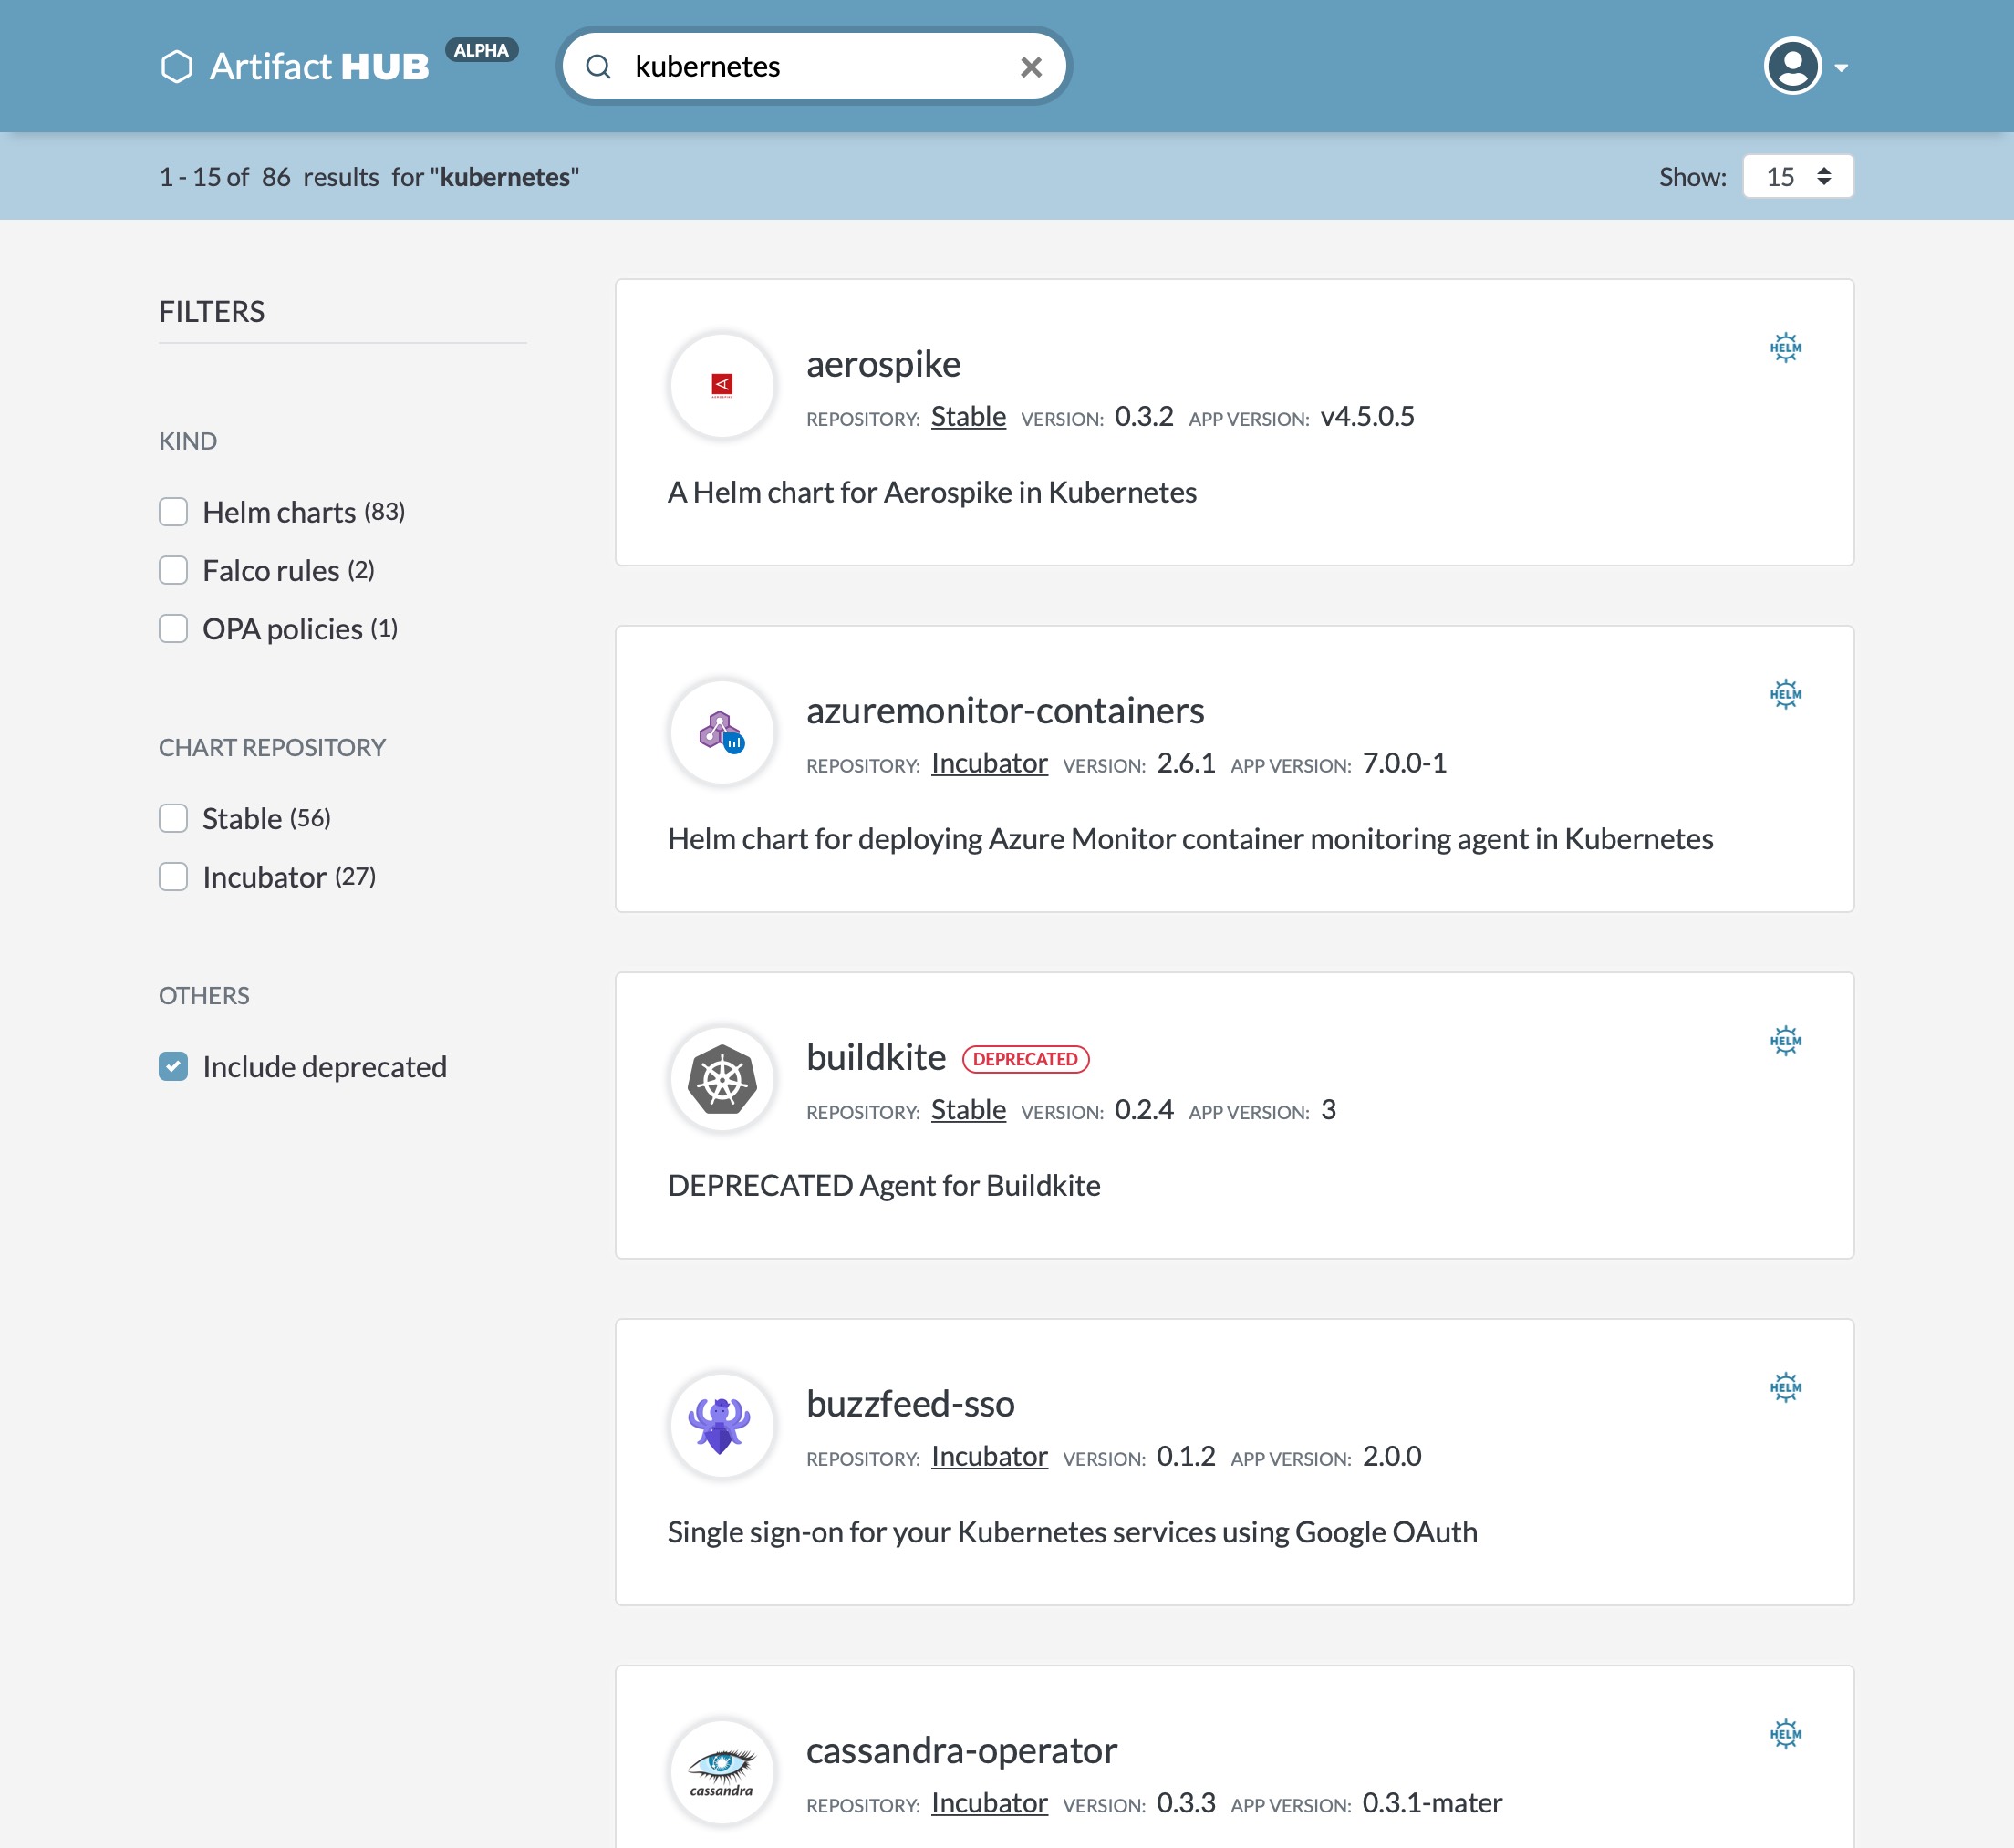 Artifact HUB ALPHA
kubernetes
1 - 15 of 86 results for "kubernetes"
Show: 15
FILTERS
KIND
Helm charts (83)
Falco rules (2)
OPA policies (1)
CHART REPOSITORY
Stable (56)
Incubator (27)
OTHERS
Include deprecated
aerospike
HELM
REPOSITORY: Stable VERSION: 0.3.2 APP VERSION: v4.5.0.5
A Helm chart for Aerospike in Kubernetes
azuremonitor-containers
HELM
REPOSITORY: Incubator VERSION: 2.6.1 APP VERSION: 7.0.0-1
Helm chart for deploying Azure Monitor container monitoring agent in Kubernetes
buildkite DEPRECATED
HELM
REPOSITORY: Stable VERSION: 0.2.4 APP VERSION: 3
DEPRECATED Agent for Buildkite
buzzfeed-sso
HELM
REPOSITORY: Incubator VERSION: 0.1.2 APP VERSION: 2.0.0
Single sign-on for your Kubernetes services using Google OAuth
cassandra
cassandra-operator
HELM
REPOSITORY: Incubator VERSION: 0.3.3 APP VERSION: 0.3.1-mater